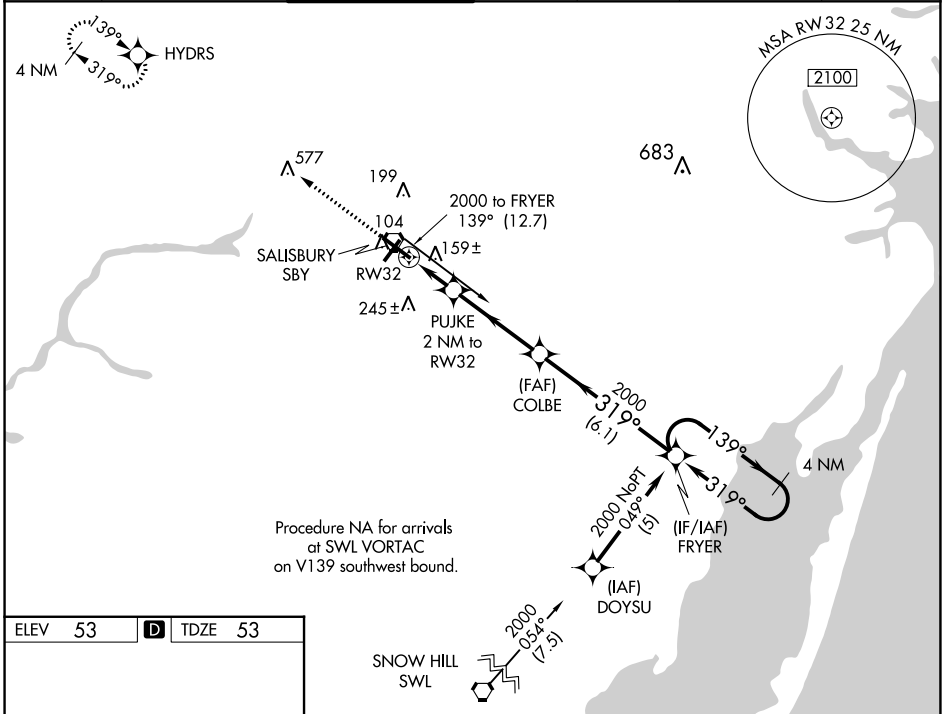 139°
HYDRS
4 NM
319°
MSA RW32 25 NM
2100
577
199
683
2000 to FRYER
139° (12.7)
104
159±
SALISBURY
SBY
RW32
245±
PUJKE
2 NM to
RW32
(FAF)
COLBE
2000
319°
(6.1)
139°
4 NM
319°
2000 NoPT
049°
(5)
(IF/IAF)
FRYER
Procedure NA for arrivals
at SWL VORTAC
on V139 southwest bound.
(IAF)
DOYSU
2000
054°
(7.5)
SNOW HILL
SWL
ELEV 53 D TDZE 53